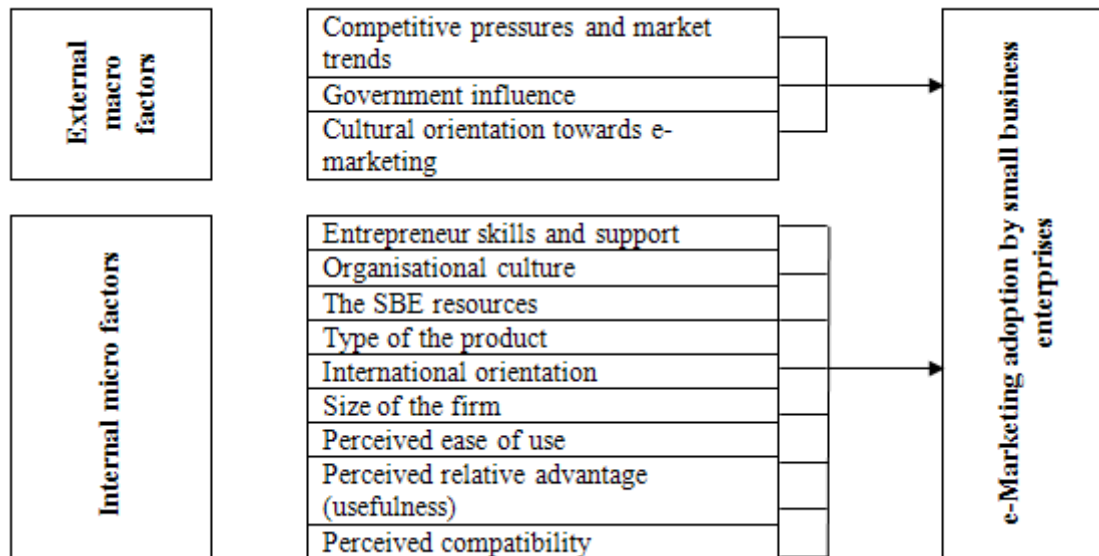 External
macro
factors
Competitive pressures and market
trends
Government influence
Cultural orientation towards e-
marketing
Internal micro factors
Entrepreneur skills and support
Organisational culture
The SBE resources
Type of the product
International orientation
Size of the firm
Perceived ease of use
Perceived relative advantage
(usefulness)
Perceived compatibility
e-Marketing adoption by small business
enterprises